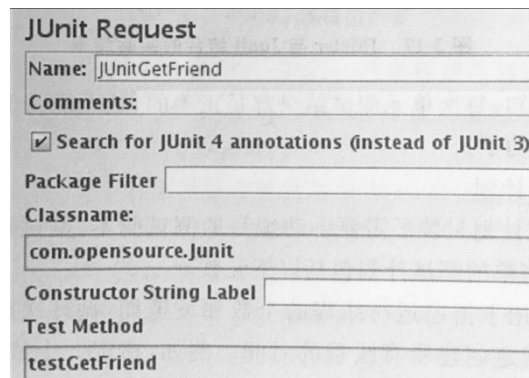 JUnit Request
Name: JUnitGetFriend
Comments:
Search for JUnit 4 annotations (instead of JUnit 3)
Package Filter
Classname:
com.opensource.Junit
Constructor String Label
Test Method
testGetFriend